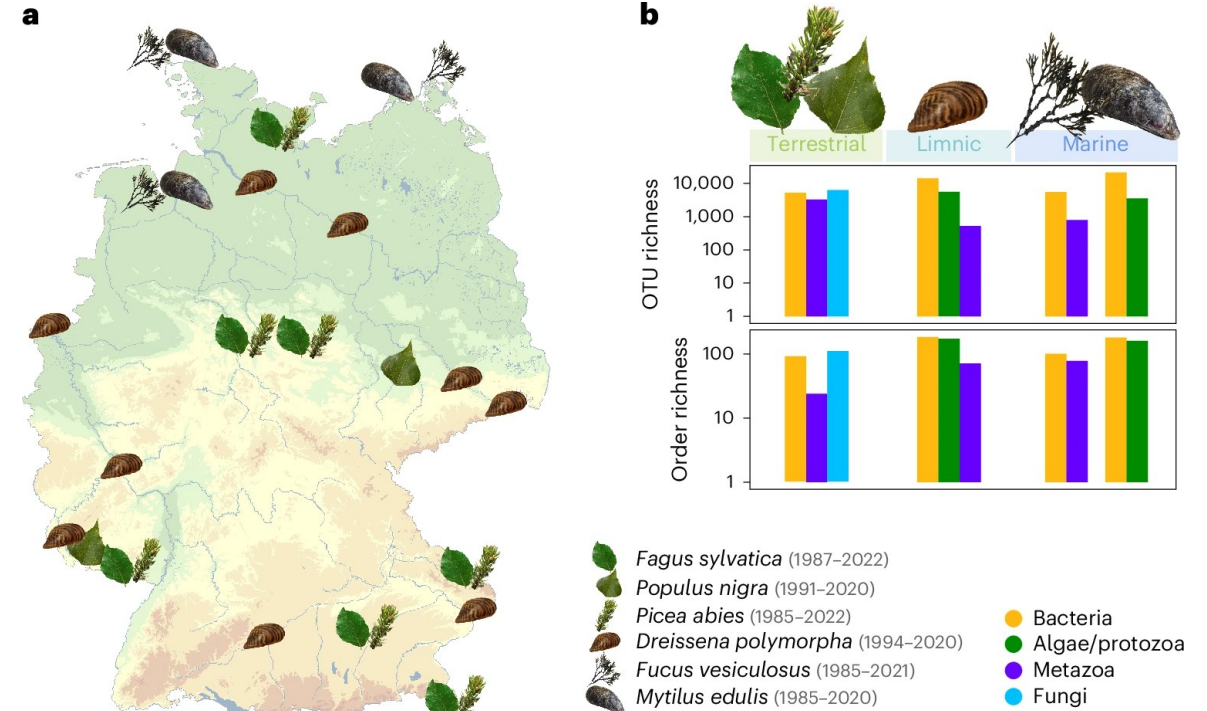 a
b
Terrestrial
Limnic
Marine
OTU richness
10,000
1,000
100
10
1
Order richness
100
10
1
Fagus sylvatica (1987–2022)
Populus nigra (1991–2020)
Picea abies (1985–2022)
Dreissena polymorpha (1994–2020)
Fucus vesiculosus (1985–2021)
Mytilus edulis (1985–2020)
Bacteria
Algae/protozoa
Metazoa
Fungi